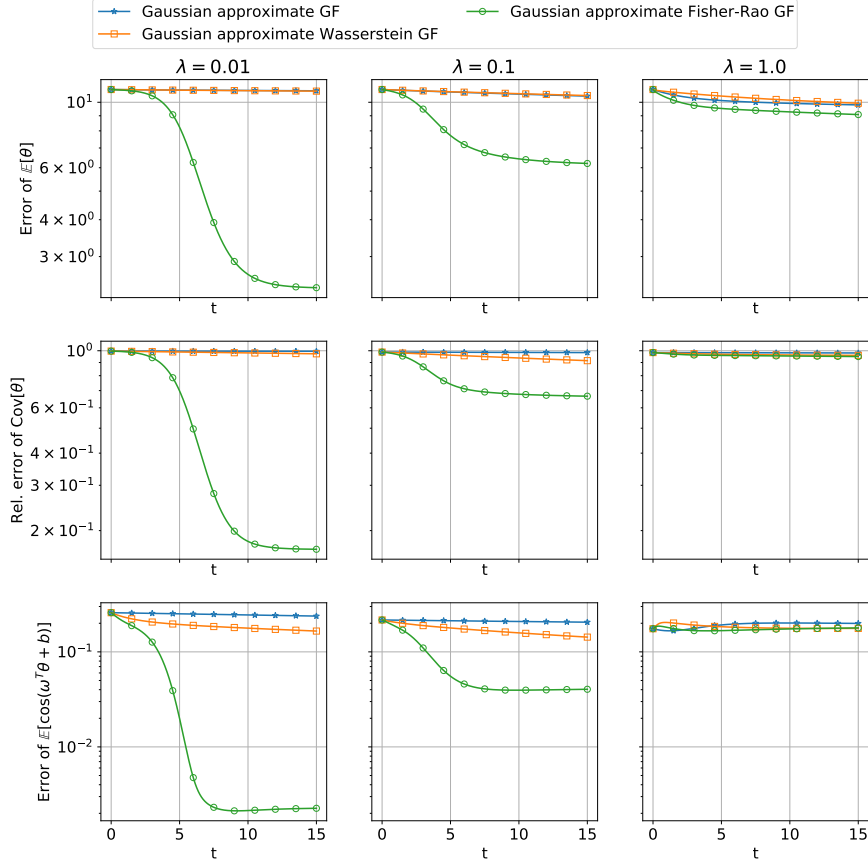 Gaussian approximate GF
Gaussian approximate Wasserstein GF
Gaussian approximate Fisher-Rao GF
λ = 0.01
λ = 0.1
λ = 1.0
Error of 𝔼[θ]
10¹
6 × 10⁰
4 × 10⁰
3 × 10⁰
t
t
t
Rel. error of Cov[θ]
10⁰
6 × 10⁻¹
4 × 10⁻¹
3 × 10⁻¹
2 × 10⁻¹
t
t
t
Error of 𝔼[cos(ωᵀθ + b)]
10⁻¹
10⁻²
0 5 10 15
0 5 10 15
0 5 10 15
t
t
t